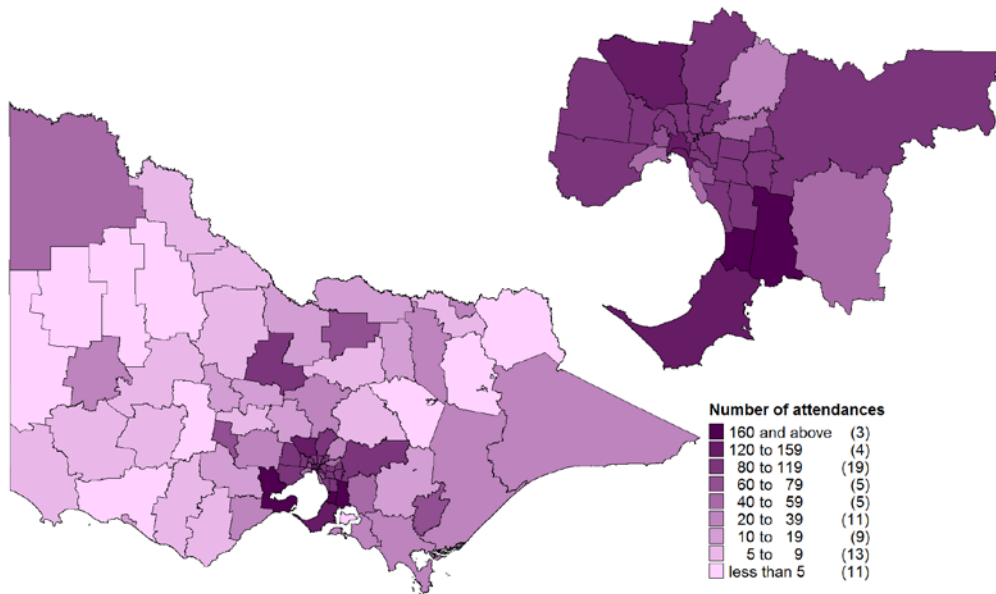 Number of attendances
160 and above (3)
120 to 159 (4)
80 to 119 (19)
60 to 79 (5)
40 to 59 (5)
20 to 39 (11)
10 to 19 (9)
5 to 9 (13)
less than 5 (11)